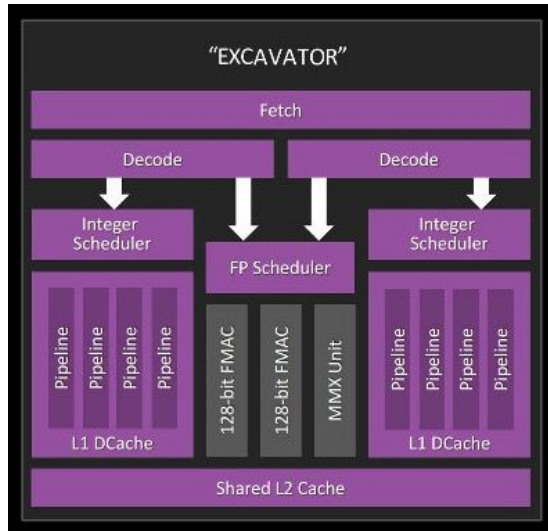 “EXCAVATOR”
Fetch
Decode
Decode
Integer
Scheduler
FP Scheduler
Integer
Scheduler
Pipeline
Pipeline
Pipeline
Pipeline
L1 DCache
128-bit FMAC
128-bit FMAC
MMX Unit
Pipeline
Pipeline
Pipeline
Pipeline
L1 DCache
Shared L2 Cache